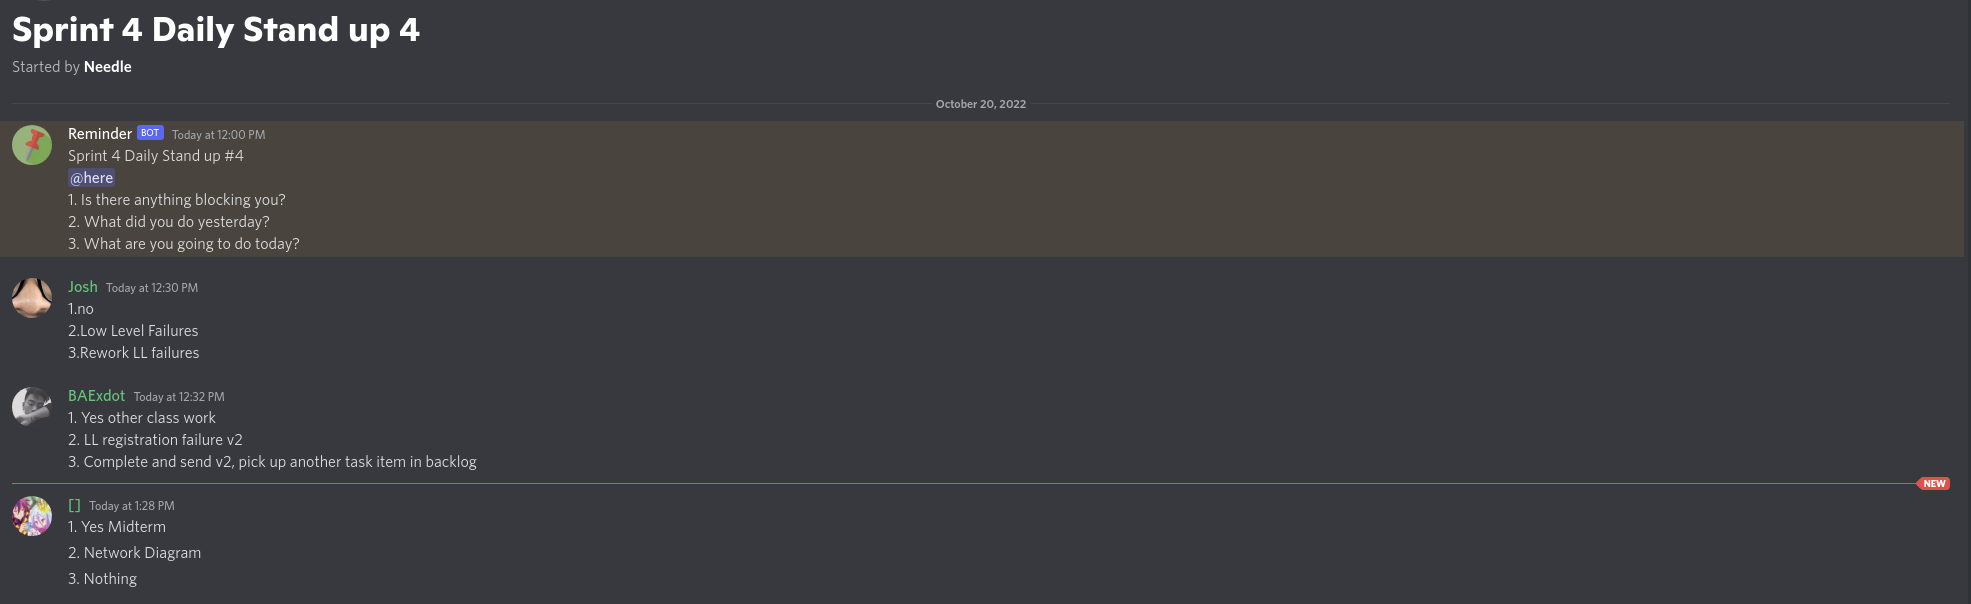 Sprint 4 Daily Stand up 4
Started by Needle
October 20, 2022
Reminder BOT Today at 12:00 PM
Sprint 4 Daily Stand up #4
@here
1. Is there anything blocking you?
2. What did you do yesterday?
3. What are you going to do today?
Josh Today at 12:30 PM
1.no
2.Low Level Failures
3.Rework LL failures
BAExdot Today at 12:32 PM
1. Yes other class work
2. LL registration failure v2
3. Complete and send v2, pick up another task item in backlog
NEW
[] Today at 1:28 PM
1. Yes Midterm
2. Network Diagram
3. Nothing